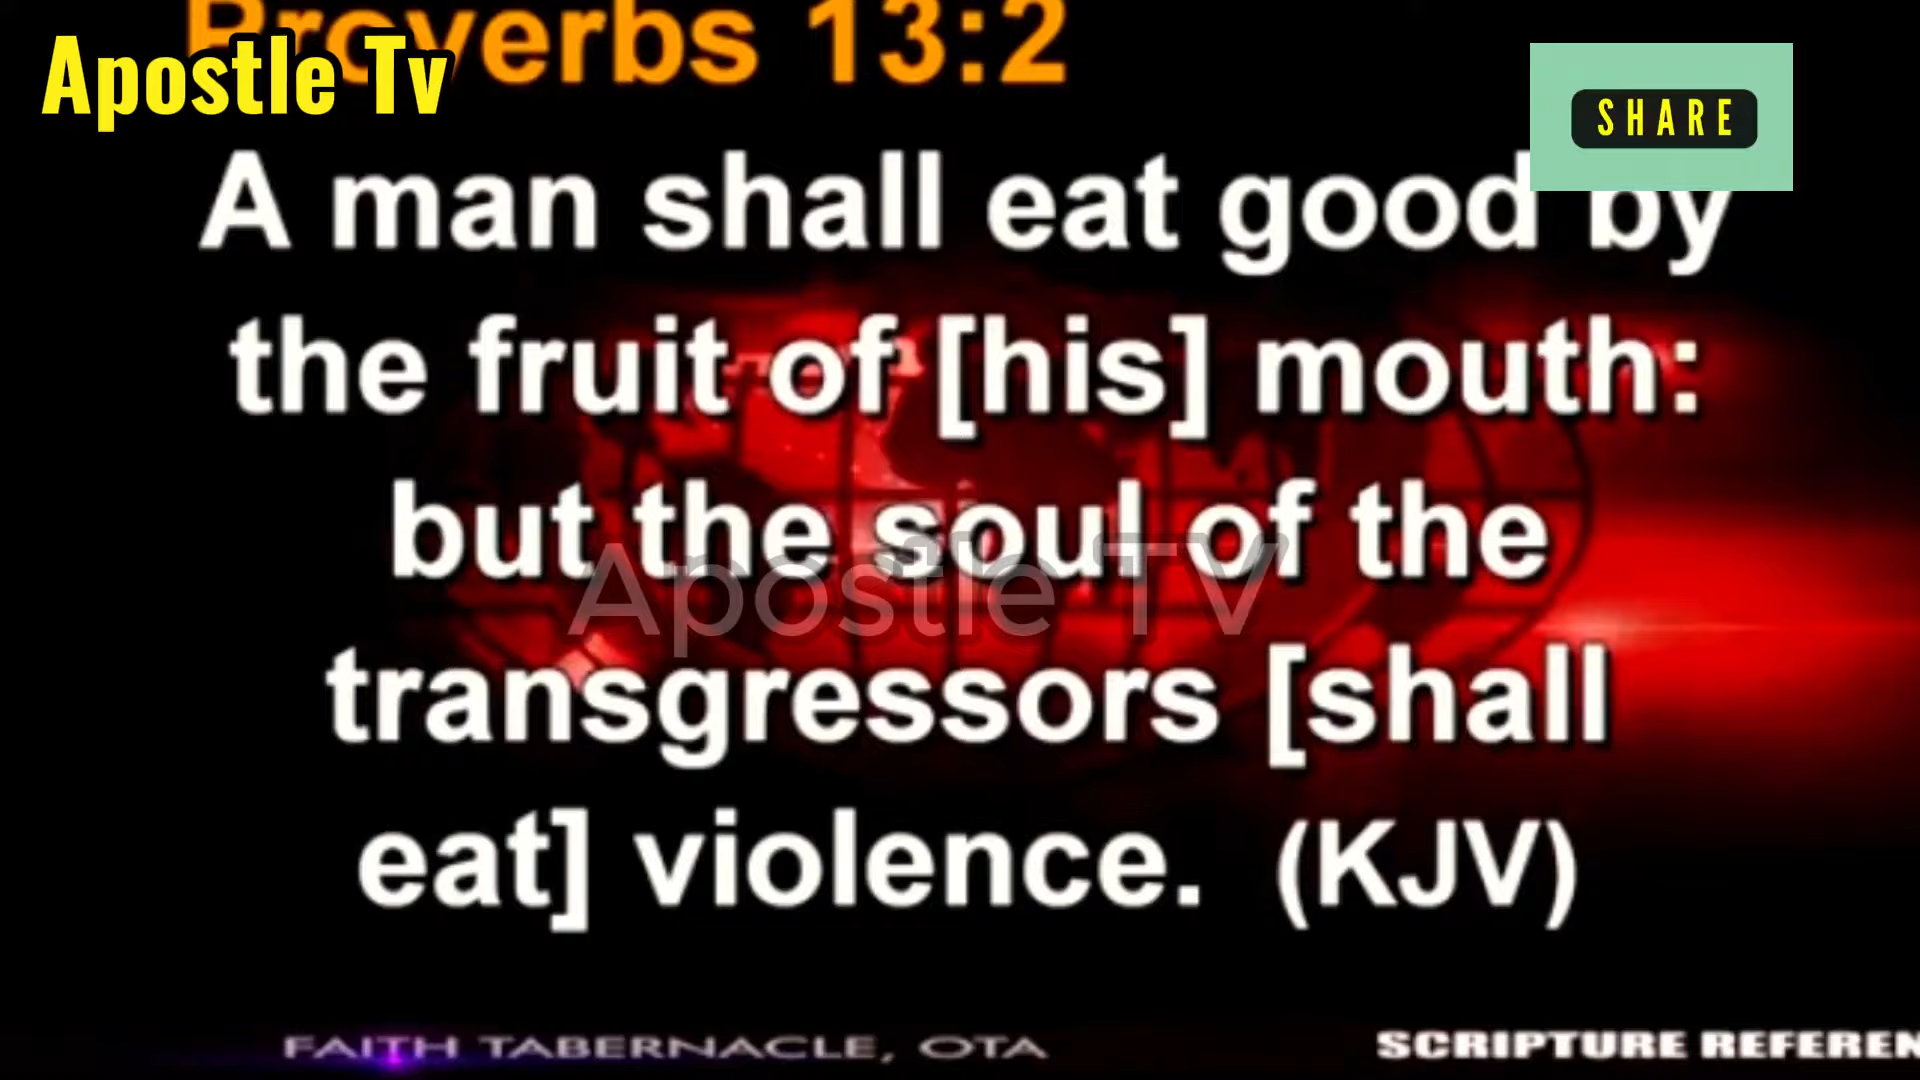 Proverbs 13:2
Apostle Tv
SHARE
A man shall eat good by
the fruit of [his] mouth:
but the soul of the
Apostle TV
transgressors [shall
eat] violence. (KJV)
FAITH TABERNACLE, OTA
SCRIPTURE REFEREN